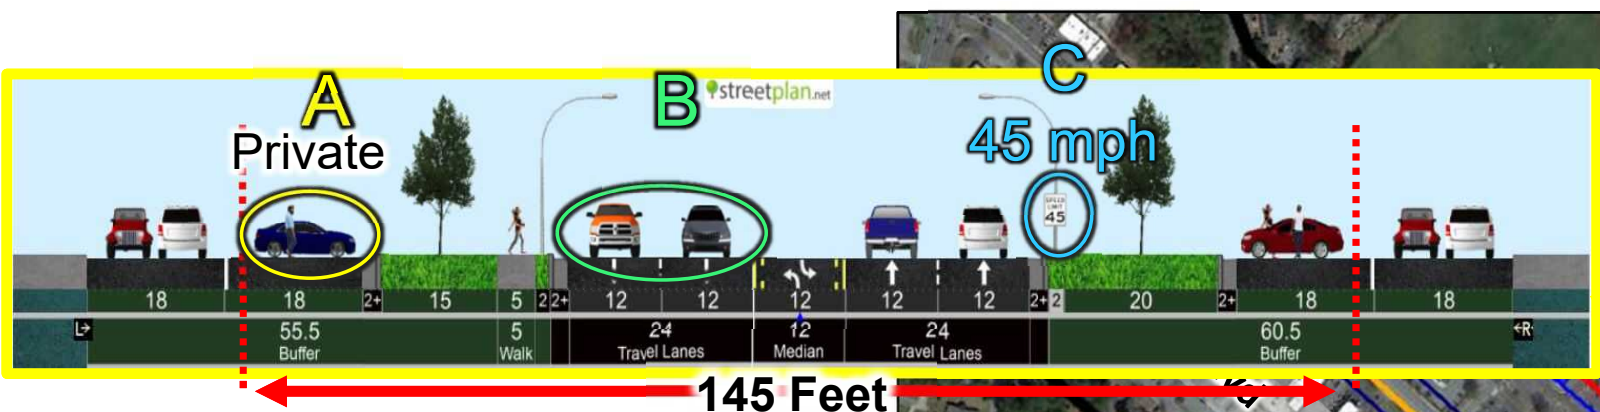 A
B
C
streetplan.net
Private
45 mph
SPEED
LIMIT
45
18 18 2+ 15 5 2 2+ 12 12 12 12 12 2+ 2 20 2+ 18 18
L→ 55.5 5 24 12 24 60.5 ←R
Buffer Walk Travel Lanes Median Travel Lanes Buffer
145 Feet